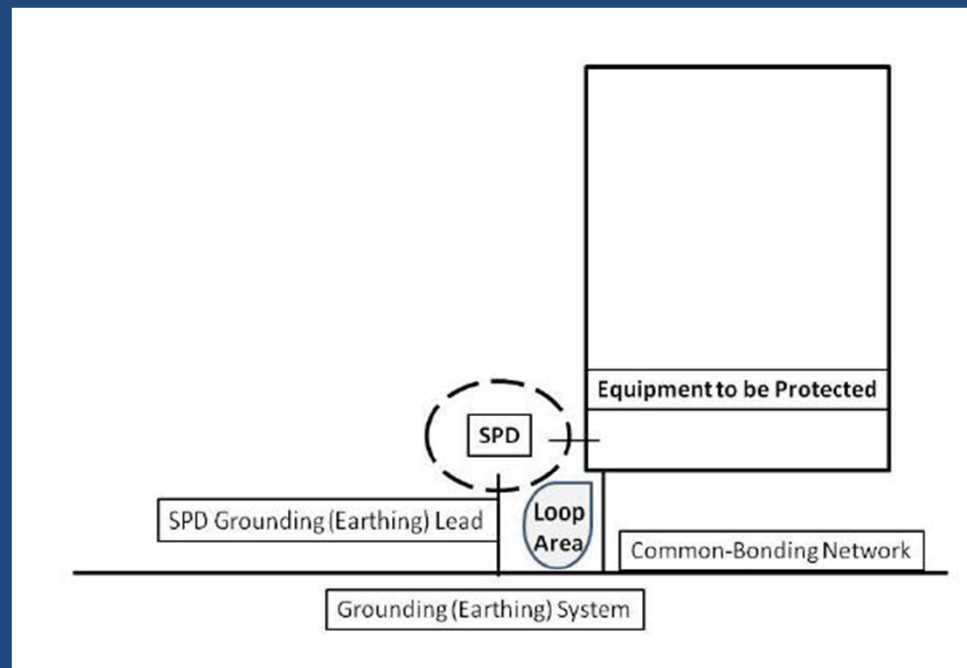 Equipment to be Protected
SPD
SPD Grounding (Earthing) Lead
Loop
Area
Common-Bonding Network
Grounding (Earthing) System